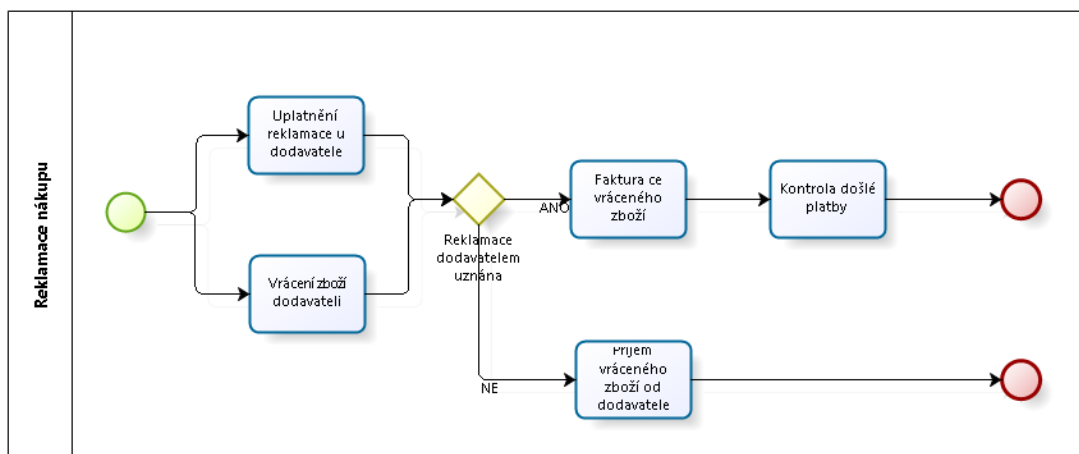 Reklamace nákupu
Uplatnění
reklamace u
dodavatele
Vrácení zboží
dodavateli
Reklamace
dodavatelem
uznána
ANO
NE
Faktura ce
vráceného
zboží
Kontrola došlé
platby
Příjem
vráceného
zboží od
dodavatele